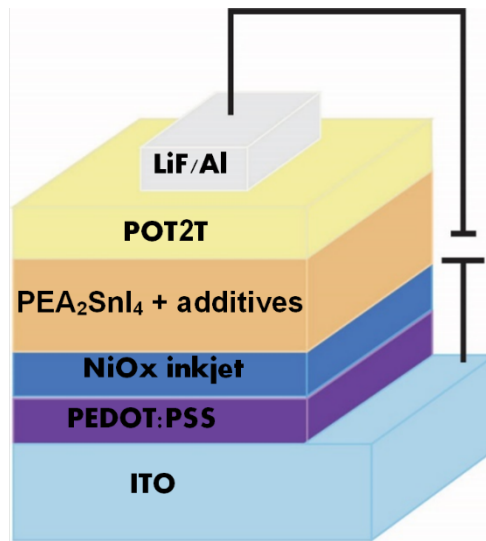 LiF/Al
POT2T
PEA₂SnI₄ + additives
NiOx inkjet
PEDOT:PSS
ITO